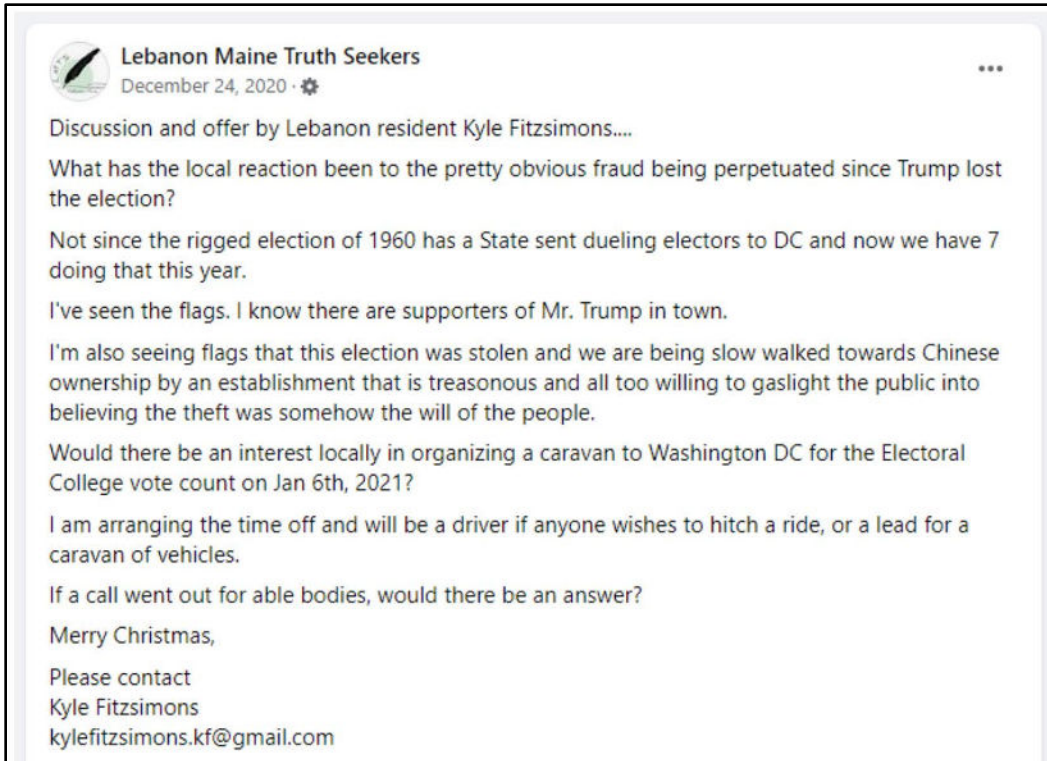 Lebanon Maine Truth Seekers
December 24, 2020 ·
Discussion and offer by Lebanon resident Kyle Fitzsimons....
What has the local reaction been to the pretty obvious fraud being perpetuated since Trump lost
the election?
Not since the rigged election of 1960 has a State sent dueling electors to DC and now we have 7
doing that this year.
I've seen the flags. I know there are supporters of Mr. Trump in town.
I'm also seeing flags that this election was stolen and we are being slow walked towards Chinese
ownership by an establishment that is treasonous and all too willing to gaslight the public into
believing the theft was somehow the will of the people.
Would there be an interest locally in organizing a caravan to Washington DC for the Electoral
College vote count on Jan 6th, 2021?
I am arranging the time off and will be a driver if anyone wishes to hitch a ride, or a lead for a
caravan of vehicles.
If a call went out for able bodies, would there be an answer?
Merry Christmas,
Please contact
Kyle Fitzsimons
kylefitzsimons.kf@gmail.com